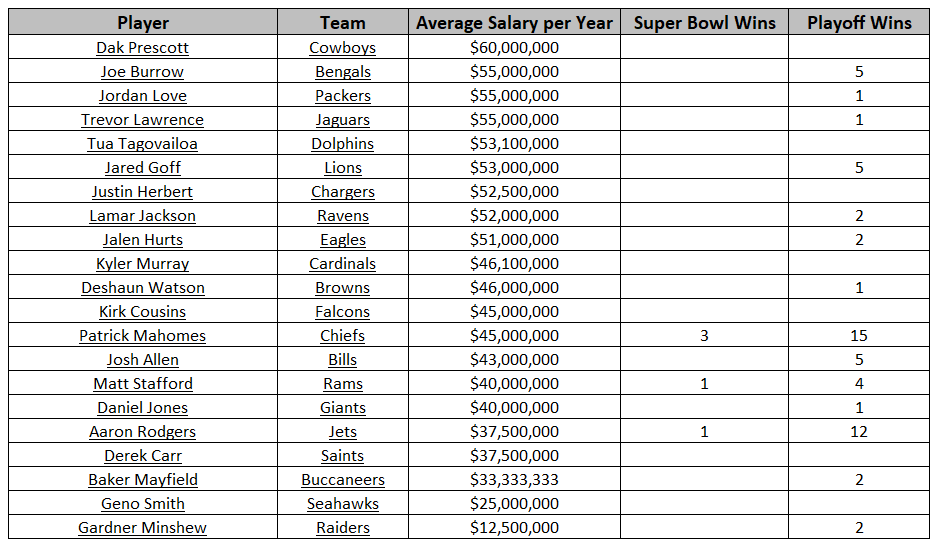 Player Team Average Salary per Year Super Bowl Wins Playoff Wins
Dak Prescott Cowboys $60,000,000
Joe Burrow Bengals $55,000,000 5
Jordan Love Packers $55,000,000 1
Trevor Lawrence Jaguars $55,000,000 1
Tua Tagovailoa Dolphins $53,100,000
Jared Goff Lions $53,000,000 5
Justin Herbert Chargers $52,500,000
Lamar Jackson Ravens $52,000,000 2
Jalen Hurts Eagles $51,000,000 2
Kyler Murray Cardinals $46,100,000
Deshaun Watson Browns $46,000,000 1
Kirk Cousins Falcons $45,000,000
Patrick Mahomes Chiefs $45,000,000 3 15
Josh Allen Bills $43,000,000 5
Matt Stafford Rams $40,000,000 1 4
Daniel Jones Giants $40,000,000 1
Aaron Rodgers Jets $37,500,000 1 12
Derek Carr Saints $37,500,000
Baker Mayfield Buccaneers $33,333,333 2
Geno Smith Seahawks $25,000,000
Gardner Minshew Raiders $12,500,000 2